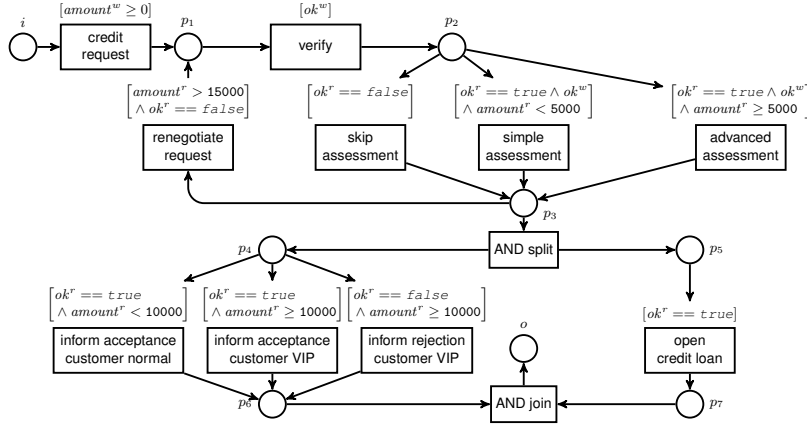 i
[amount^w ≥ 0]
credit
request
p₁
[ok^w]
verify
p₂
[amount^r > 15000
∧ ok^r == false]
[ok^r == false]
[ok^r == true ∧ ok^w
∧ amount^r < 5000]
[ok^r == true ∧ ok^w
∧ amount^r ≥ 5000]
renegotiate
request
skip
assessment
simple
assessment
advanced
assessment
p₃
p₄
AND split
p₅
[ok^r == true
∧ amount^r < 10000]
[ok^r == true
∧ amount^r ≥ 10000]
[ok^r == false
∧ amount^r ≥ 10000]
[ok^r == true]
inform acceptance
customer normal
inform acceptance
customer VIP
inform rejection
customer VIP
o
open
credit loan
p₆
AND join
p₇